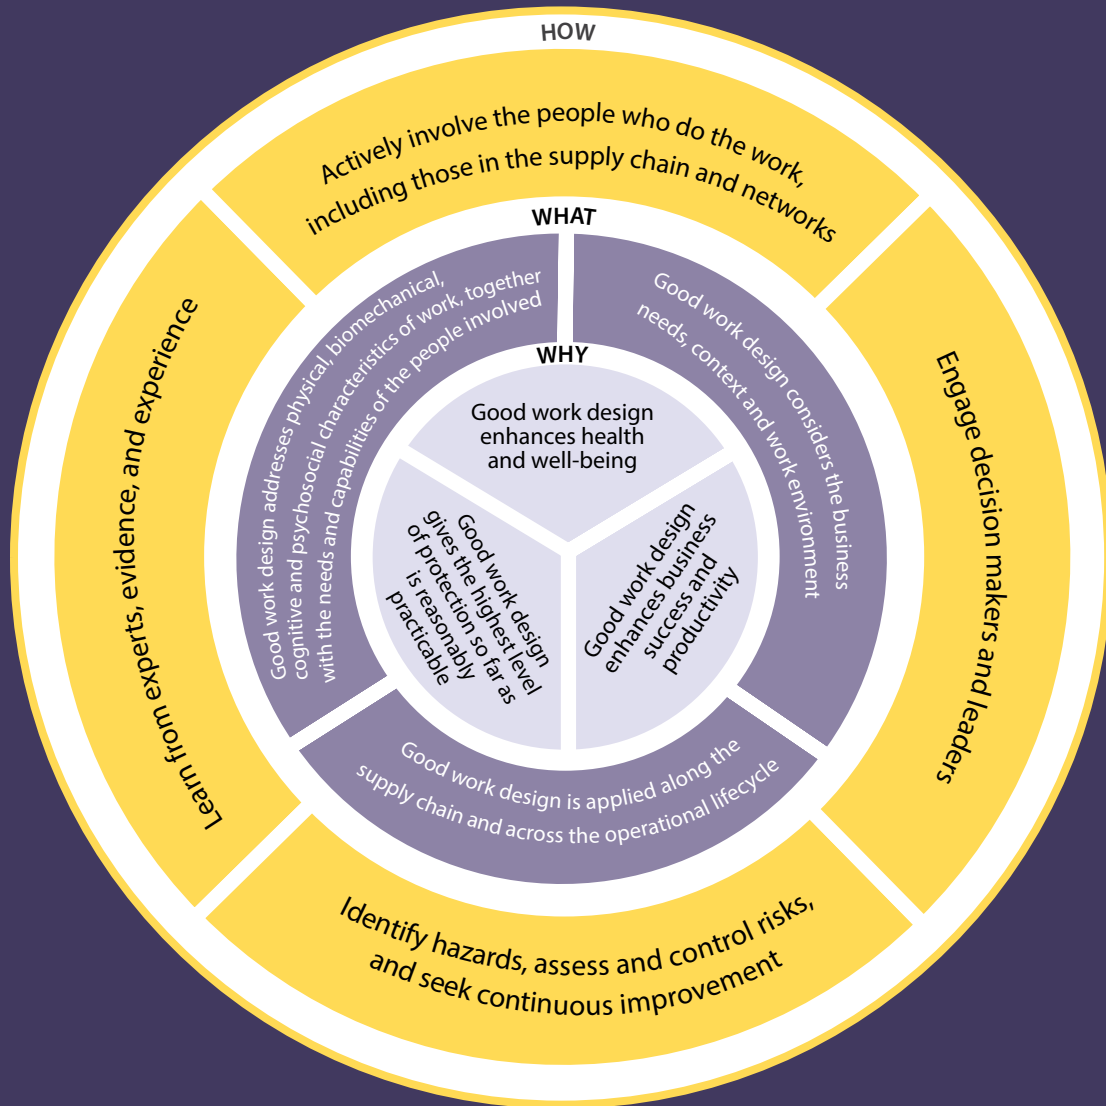 HOW
Actively involve the people who do the work,
including those in the supply chain and networks
Engage decision makers and leaders
Identify hazards, assess and control risks,
and seek continuous improvement
Learn from experts, evidence, and experience
WHAT
Good work design addresses physical, biomechanical,
cognitive and psychosocial characteristics of work, together
with the needs and capabilities of the people involved
Good work design considers the business
needs, context and work environment
Good work design is applied along the
supply chain and across the operational lifecycle
WHY
Good work design
enhances health
and well-being
Good work design
enhances business
success and
productivity
Good work design
gives the highest level
of protection so far as
is reasonably
practicable